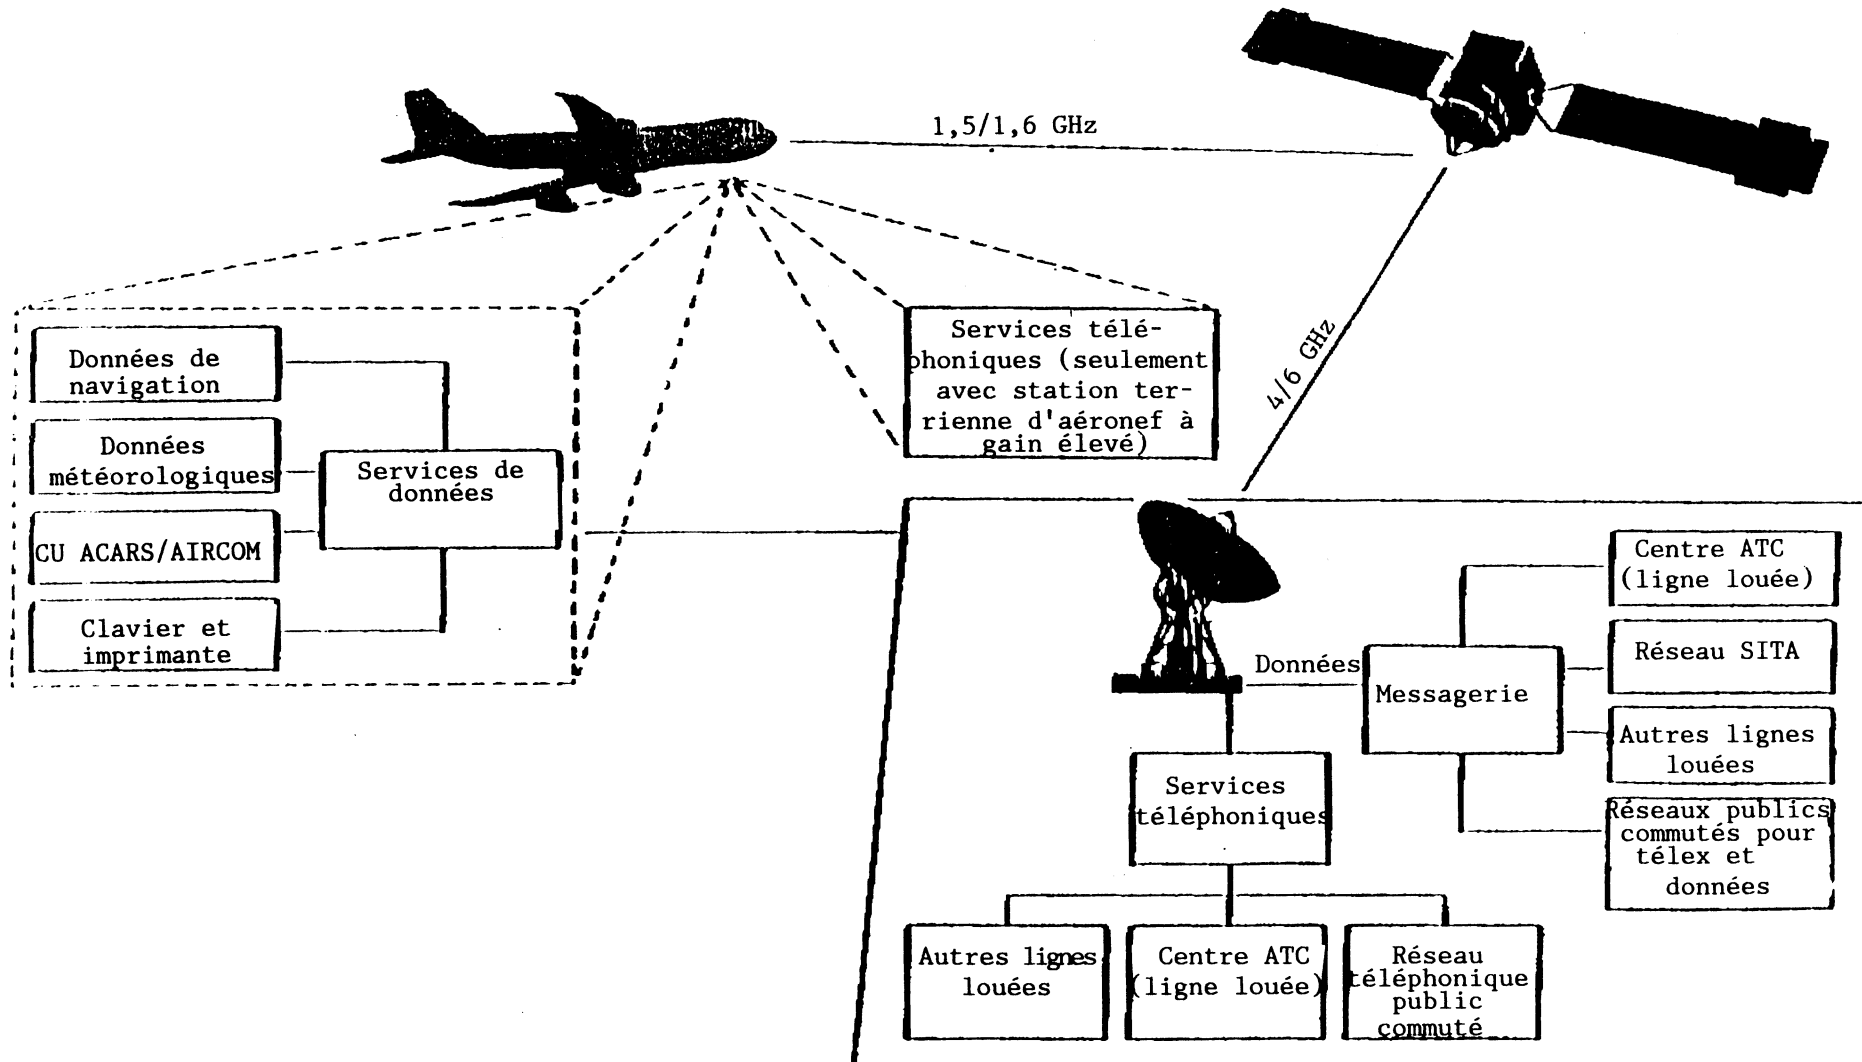 1,5/1,6 GHz
4/6 GHz
Données de
navigation
Données
météorologiques
CU ACARS/AIRCOM
Clavier et
imprimante
Services de
données
Services télé-
phoniques (seulement
avec station ter-
rienne d'aéronef à
gain élevé)
Données
Messagerie
Centre ATC
(ligne louée)
Réseau SITA
Autres lignes
louées
Réseaux publics
commutés pour
télex et
données
Services
téléphoniques
Autres lignes
louées
Centre ATC
(ligne louée)
Réseau
téléphonique
public
commuté